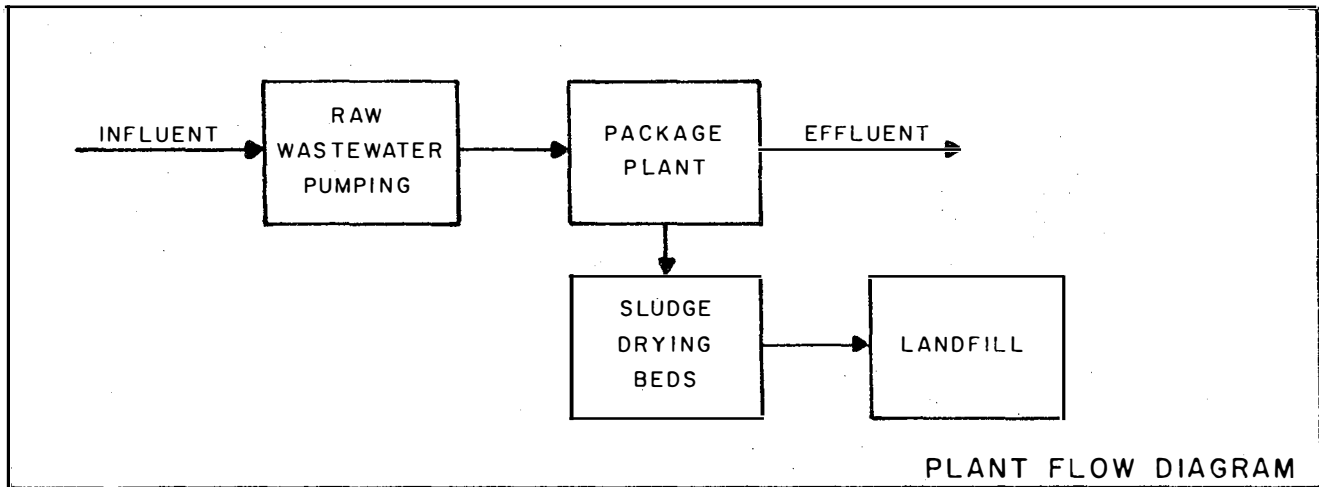 INFLUENT
RAW
WASTEWATER
PUMPING
PACKAGE
PLANT
EFFLUENT
SLUDGE
DRYING
BEDS
LANDFILL
PLANT FLOW DIAGRAM